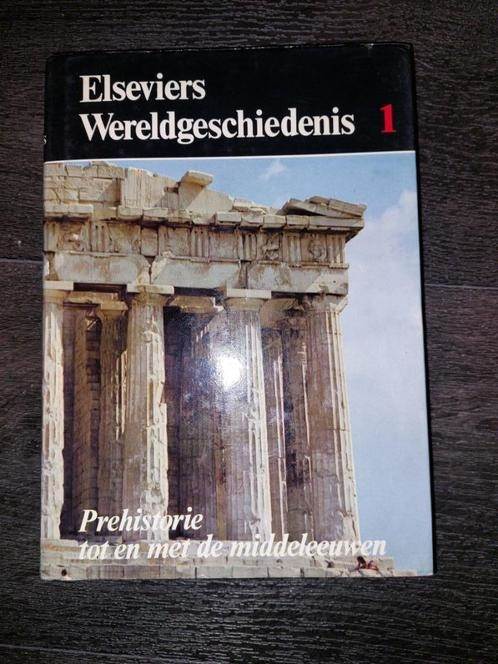 Elseviers
Wereldgeschiedenis 1
Prehistorie
tot en met de middeleeuwen